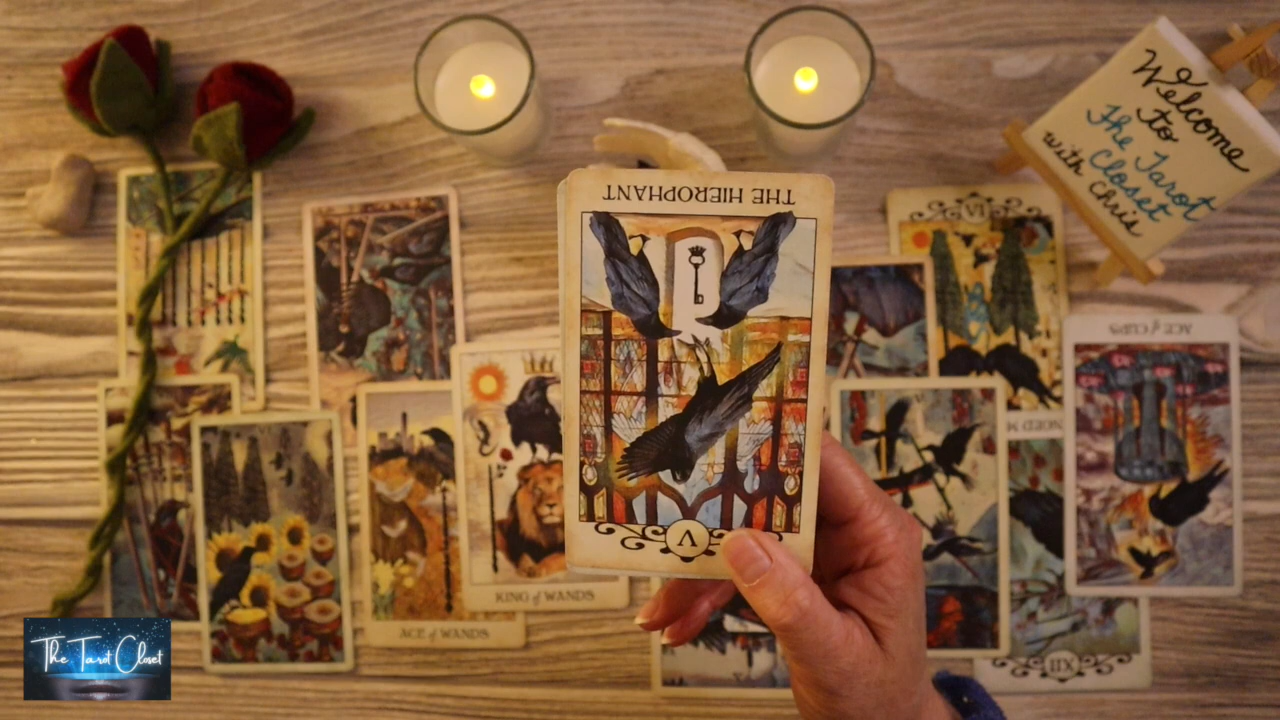 Welcome
to
The Tarot
Closet
with Chris
THE HIEROPHANT
V
VI
ACE of CUPS
KING of WANDS
ACE of WANDS
XII
The Tarot Closet